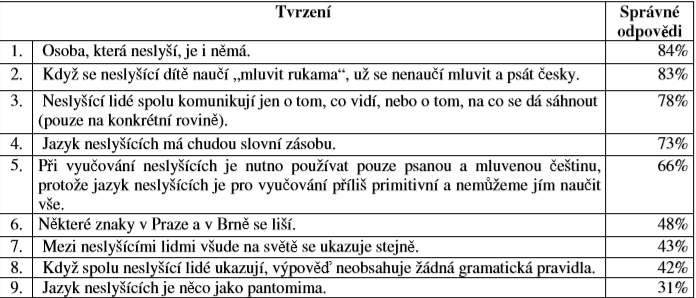 Tvrzení Správné
odpovědi
1. Osoba, která neslyší, je i němá. 84%
2. Když se neslyšící dítě naučí „mluvit rukama“, už se nenaučí mluvit a psát česky. 83%
3. Neslyšící lidé spolu komunikují jen o tom, co vidí, nebo o tom, na co se dá sáhnout 78%
(pouze na konkrétní rovině).
4. Jazyk neslyšících má chudou slovní zásobu. 73%
5. Při vyučování neslyšících je nutno používat pouze psanou a mluvenou češtinu, 66%
protože jazyk neslyšících je pro vyučování příliš primitivní a nemůžeme jím naučit
vše.
6. Některé znaky v Praze a v Brně se liší. 48%
7. Mezi neslyšícími lidmi všude na světě se ukazuje stejně. 43%
8. Když spolu neslyšící lidé ukazují, výpověď neobsahuje žádná gramatická pravidla. 42%
9. Jazyk neslyšících je něco jako pantomima. 31%